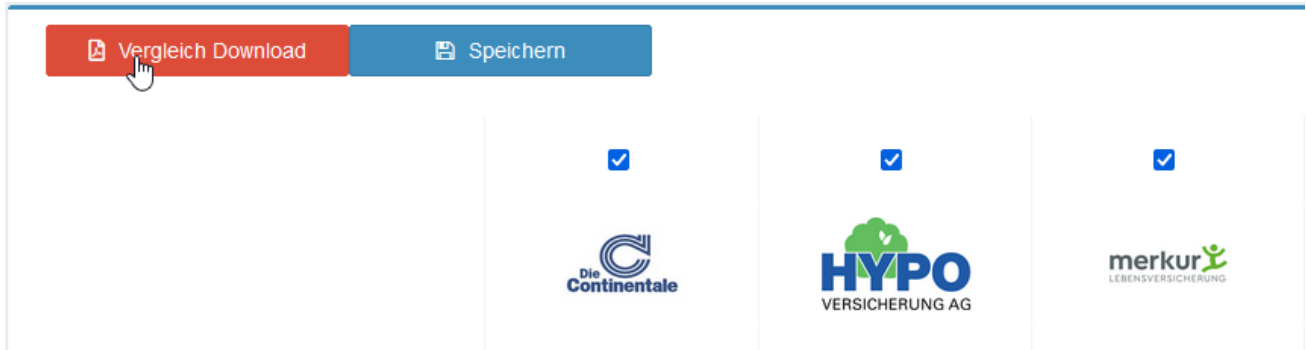 Vergleich Download
Speichern
Die
Continentale
HYPO
VERSICHERUNG AG
merkur
LEBENSVERSICHERUNG